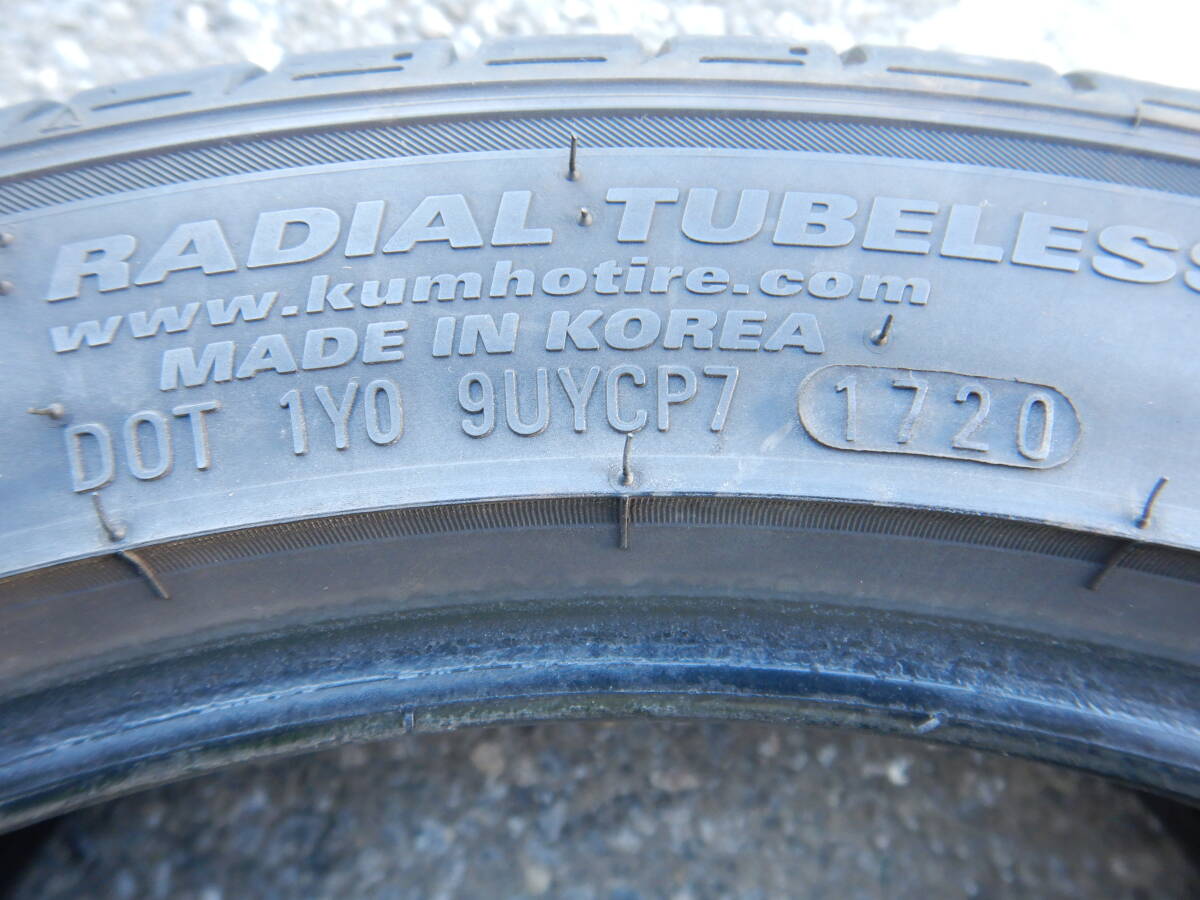 RADIAL TUBELESS
www.kumhotire.com
MADE IN KOREA
DOT 1Y0 9UYCP7 1720